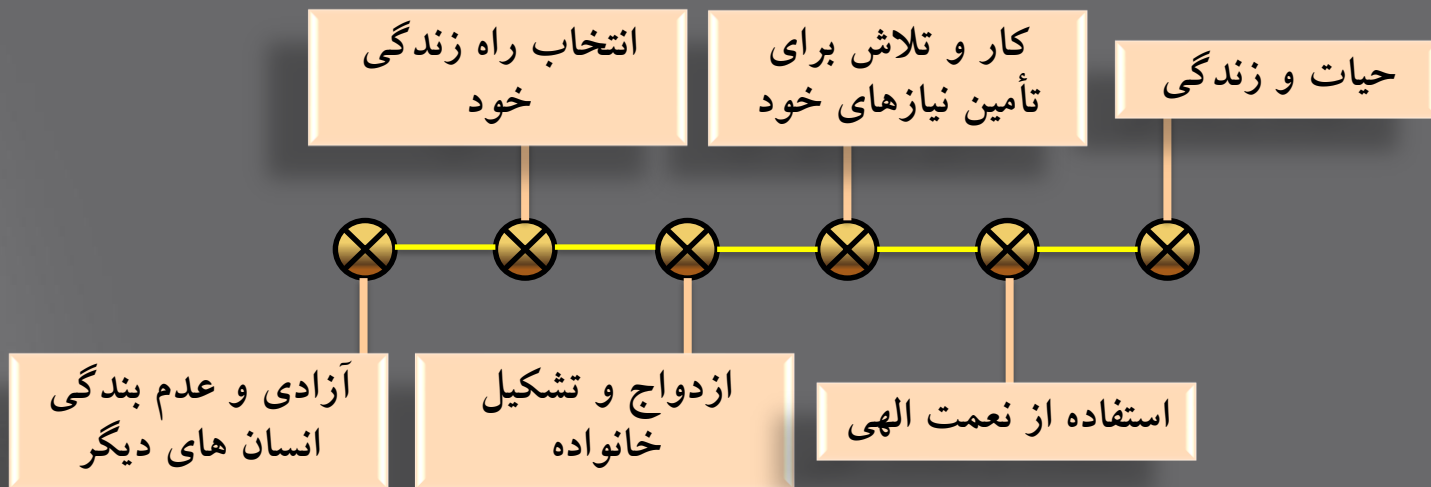 حیات و زندگی
استفاده از نعمت الهی
کار و تلاش برای
تأمین نیازهای خود
ازدواج و تشکیل
خانواده
انتخاب راه زندگی
خود
آزادی و عدم بندگی
انسان های دیگر